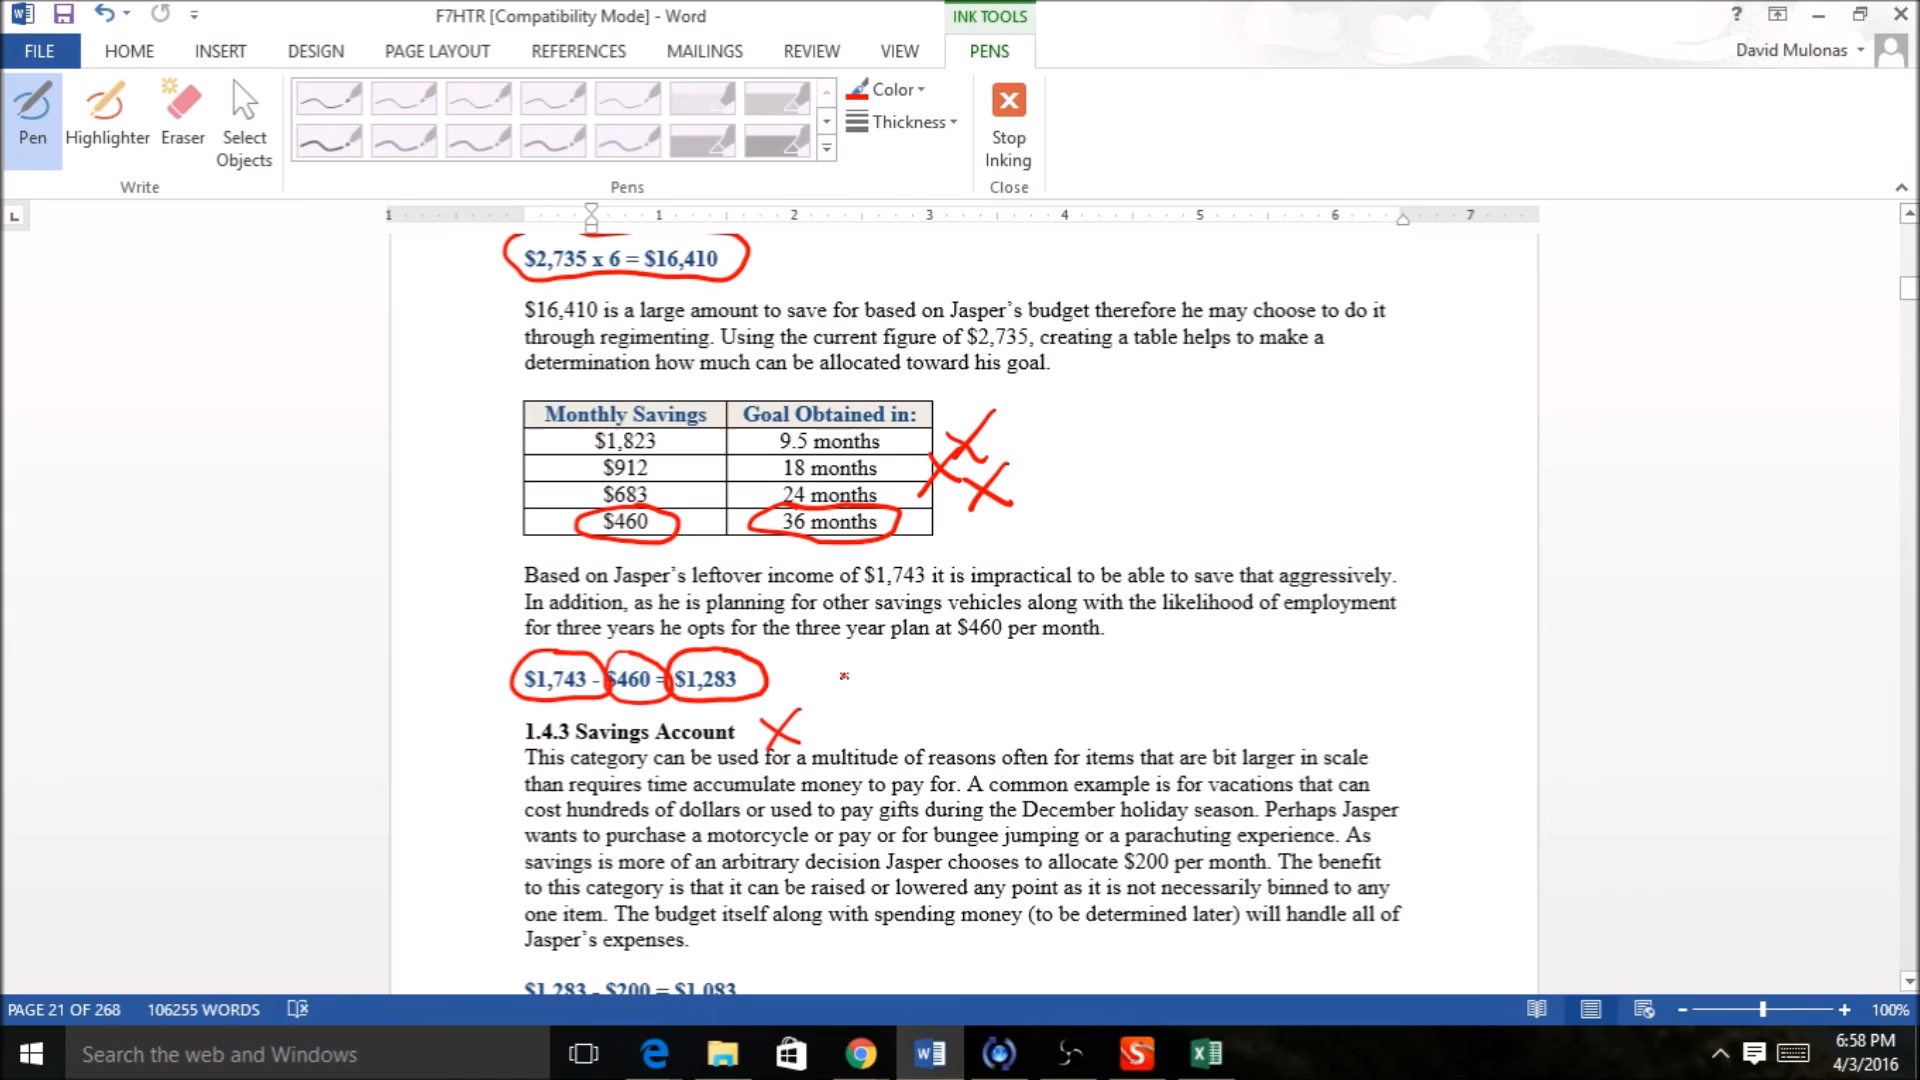 F7HTR [Compatibility Mode] - Word
INK TOOLS
?
FILE
HOME
INSERT
DESIGN
PAGE LAYOUT
REFERENCES
MAILINGS
REVIEW
VIEW
PENS
David Mulonas
Pen
Highlighter
Eraser
Select
Objects
Color
Thickness
Stop
Inking
Write
Pens
Close
1 1 2 3 4 5 6 7
$2,735 x 6 = $16,410
$16,410 is a large amount to save for based on Jasper’s budget therefore he may choose to do it
through regimenting. Using the current figure of $2,735, creating a table helps to make a
determination how much can be allocated toward his goal.
Monthly Savings Goal Obtained in:
$1,823 9.5 months
$912 18 months
$683 24 months
$460 36 months
Based on Jasper’s leftover income of $1,743 it is impractical to be able to save that aggressively.
In addition, as he is planning for other savings vehicles along with the likelihood of employment
for three years he opts for the three year plan at $460 per month.
$1,743 - $460 = $1,283
1.4.3 Savings Account
This category can be used for a multitude of reasons often for items that are bit larger in scale
than requires time accumulate money to pay for. A common example is for vacations that can
cost hundreds of dollars or used to pay gifts during the December holiday season. Perhaps Jasper
wants to purchase a motorcycle or pay or for bungee jumping or a parachuting experience. As
savings is more of an arbitrary decision Jasper chooses to allocate $200 per month. The benefit
to this category is that it can be raised or lowered any point as it is not necessarily binned to any
one item. The budget itself along with spending money (to be determined later) will handle all of
Jasper’s expenses.
$1,283 - $200 = $1,083
PAGE 21 OF 268
106255 WORDS
100%
Search the web and Windows
6:58 PM
4/3/2016